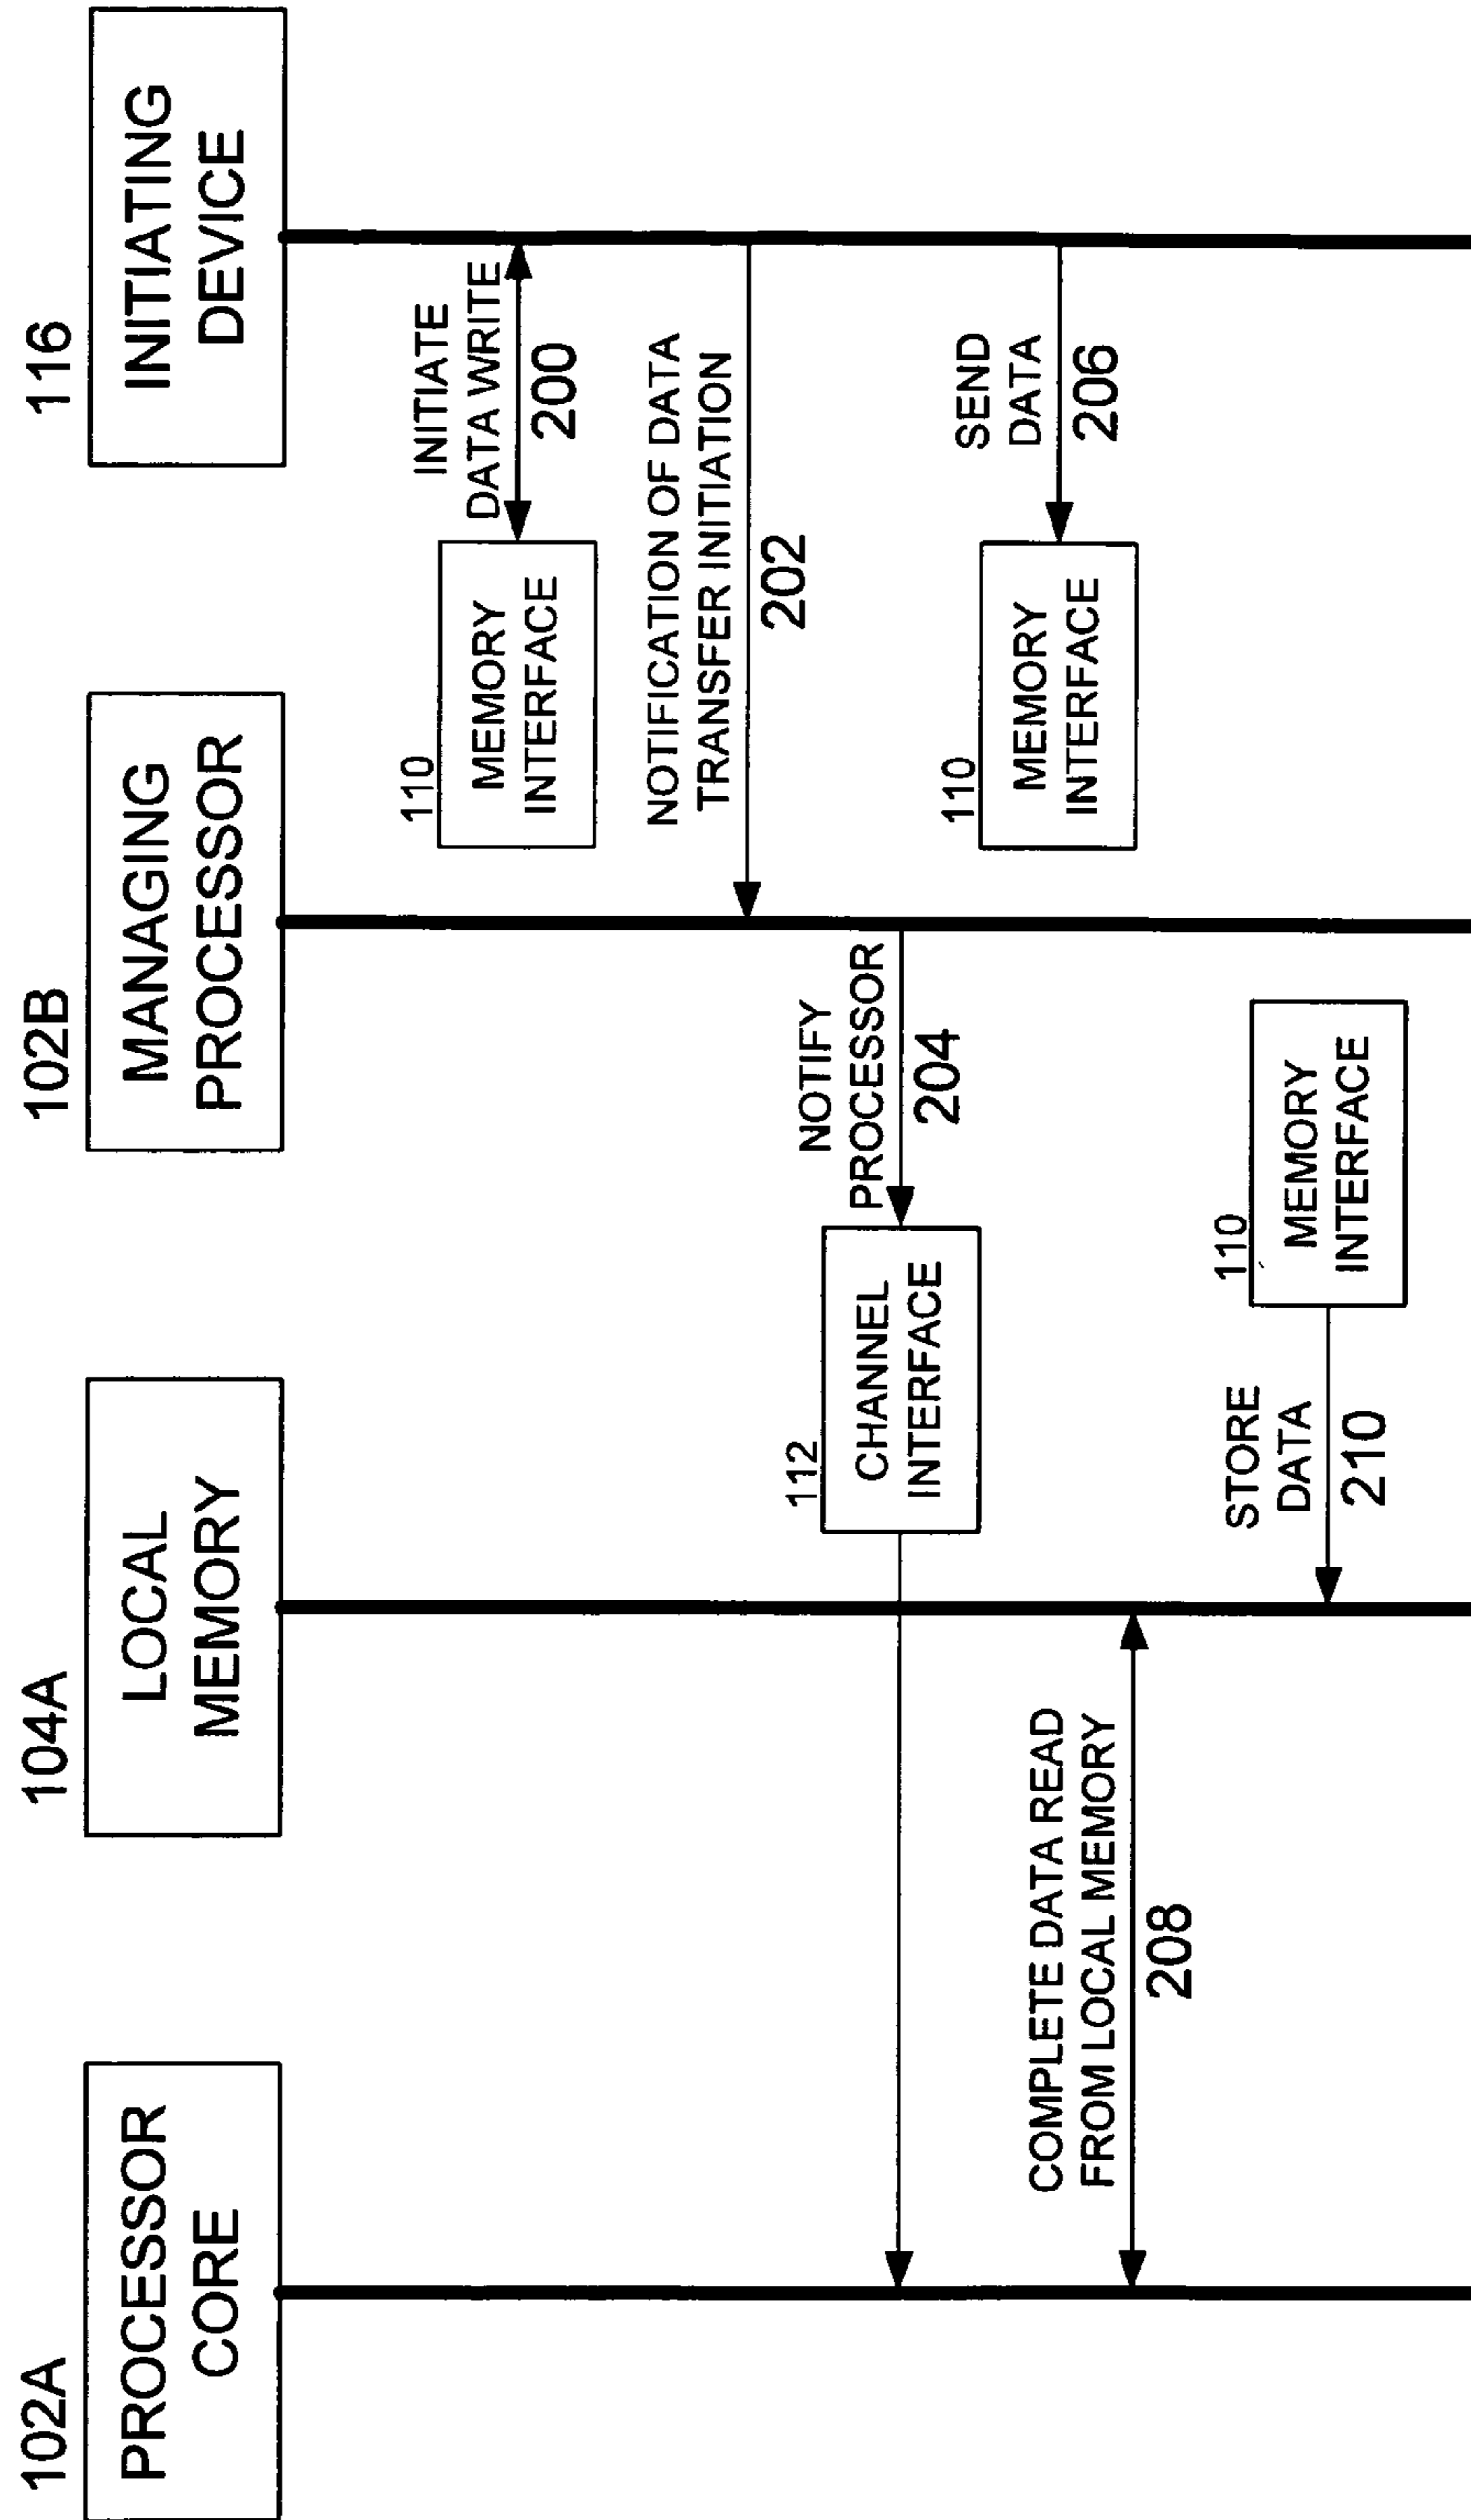 102A
PROCESSOR
CORE
104A
LOCAL
MEMORY
102B
MANAGING
PROCESSOR
116
INITIATING
DEVICE
INITIATE
DATA WRITE
200
110
MEMORY
INTERFACE
NOTIFICATION OF DATA
TRANSFER INITIATION
202
NOTIFY
PROCESSOR
204
112
CHANNEL
INTERFACE
SEND
DATA
206
110
MEMORY
INTERFACE
COMPLETE DATA READ
FROM LOCAL MEMORY
208
110
MEMORY
INTERFACE
STORE
DATA
210